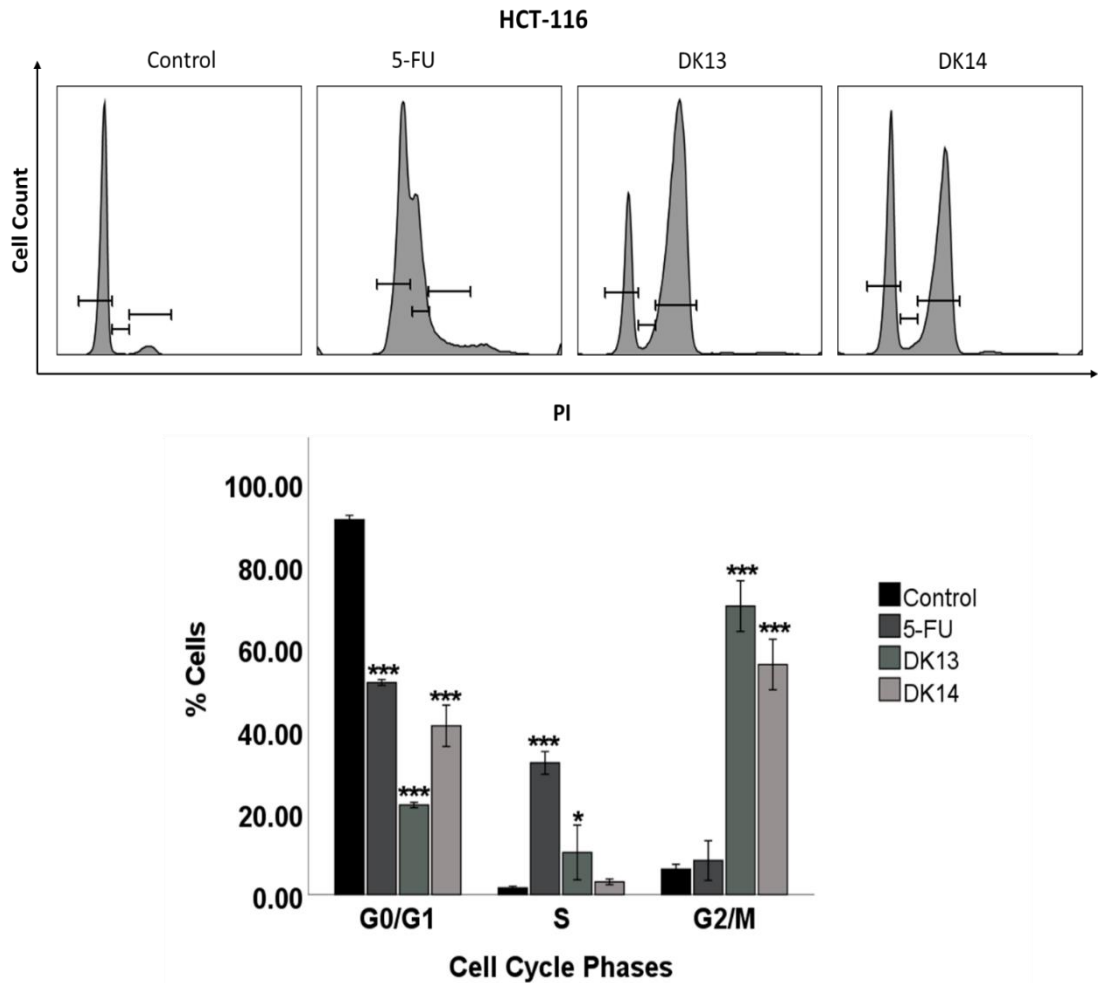 HCT-116
Control 5-FU DK13 DK14
Cell Count
PI
100.00
80.00
60.00
40.00
20.00
0.00
% Cells
*** *** *** *** * *** ***
Control
5-FU
DK13
DK14
G0/G1 S G2/M
Cell Cycle Phases